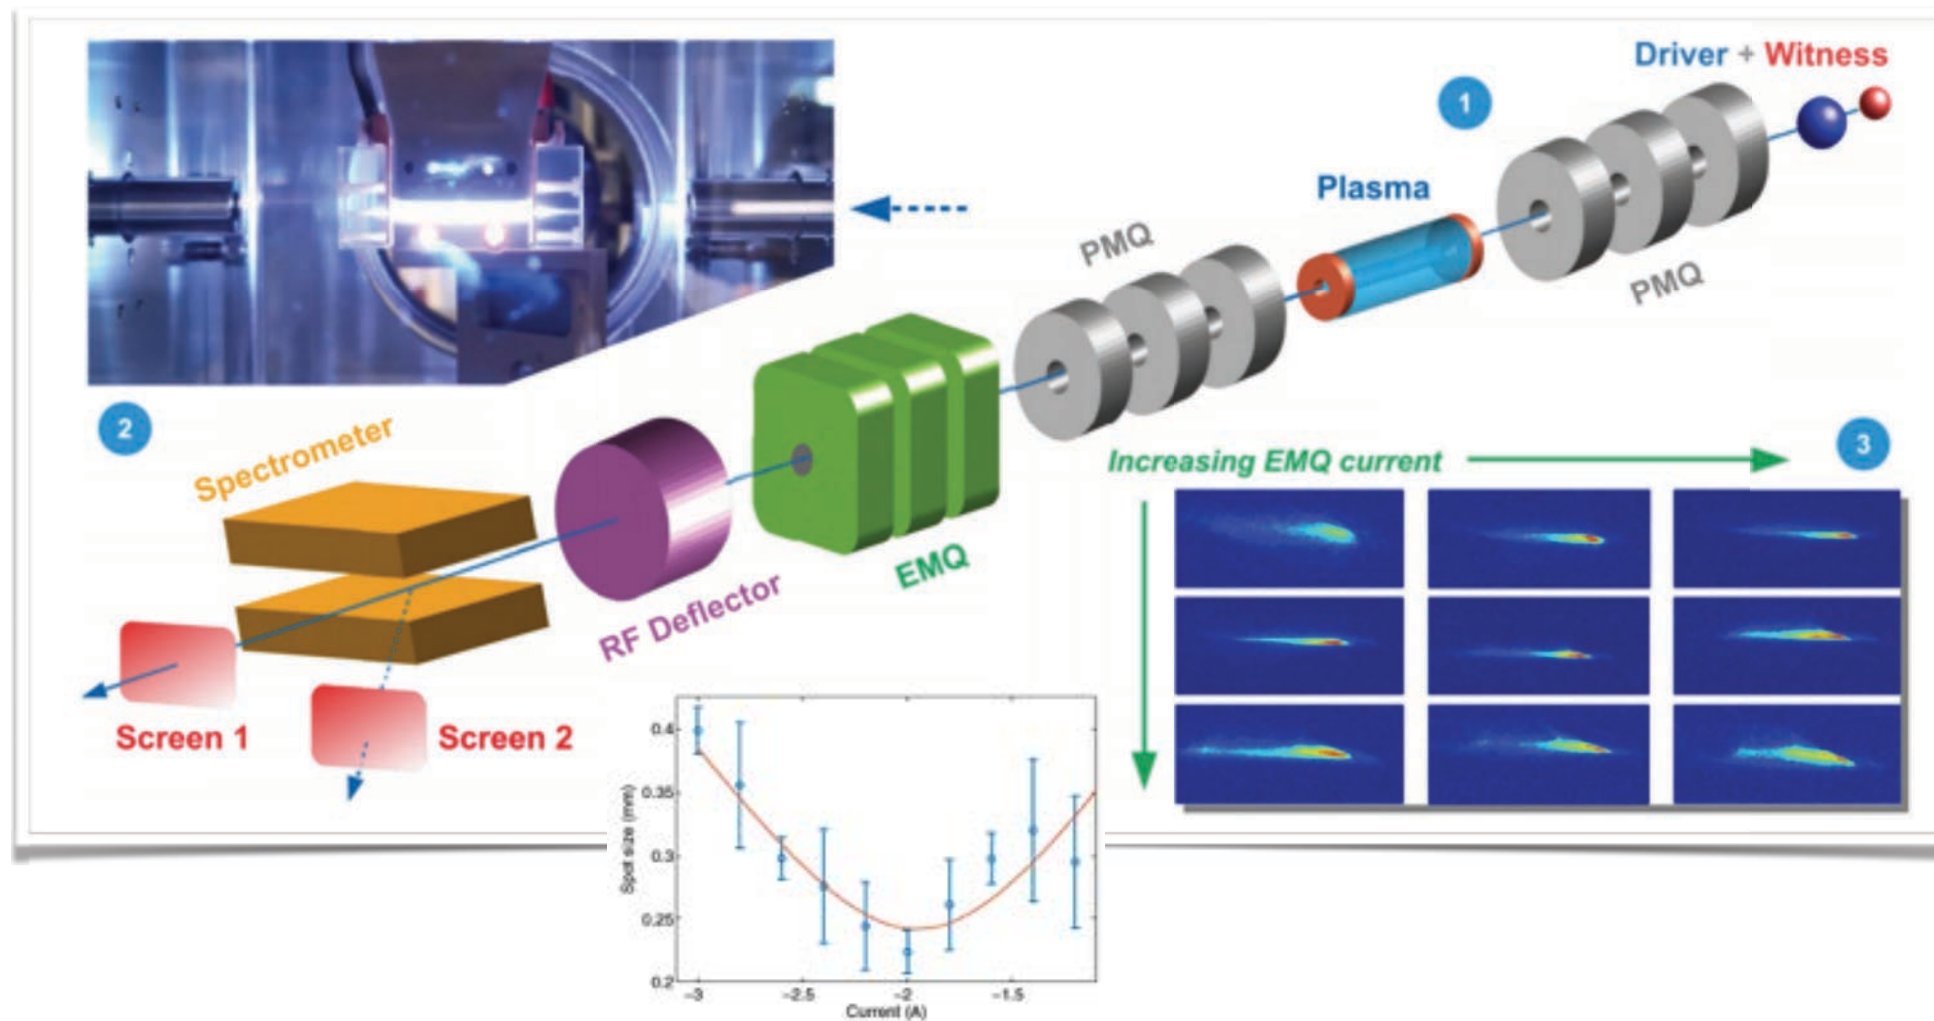 Driver + Witness
1
Plasma
PMQ
PMQ
2
Spectrometer
3
Increasing EMQ current
EMQ
RF Deflector
Screen 1
Screen 2
0.4
0.35
0.3
0.25
0.2
Spot size (mm)
-3
-2.5
-2
-1.5
Current (A)